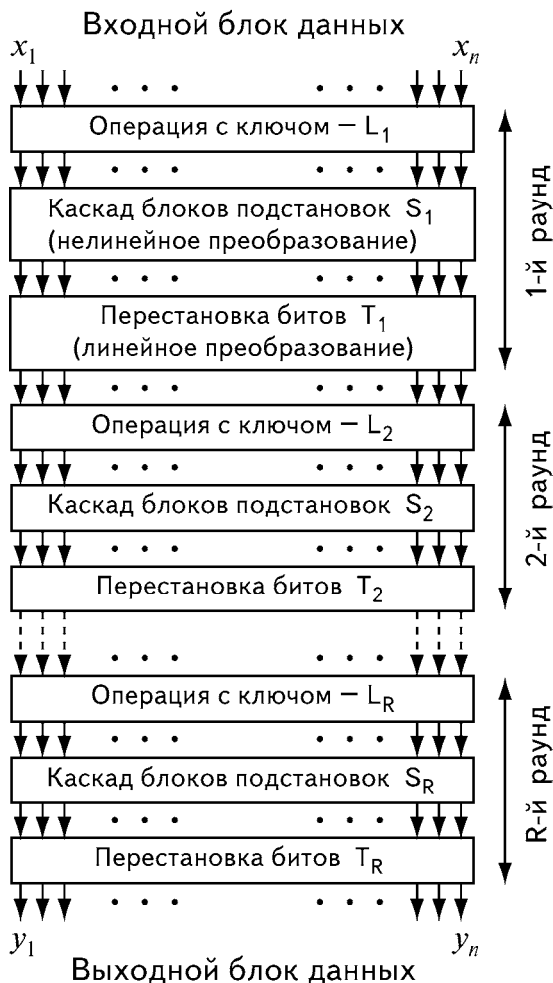 Входной блок данных
x1 xn
Операция с ключом – L1
Каскад блоков подстановок S1
(нелинейное преобразование)
Перестановка битов T1
(линейное преобразование)
1-й раунд
Операция с ключом – L2
Каскад блоков подстановок S2
Перестановка битов T2
2-й раунд
Операция с ключом – LR
Каскад блоков подстановок SR
Перестановка битов TR
R-й раунд
y1 yn
Выходной блок данных